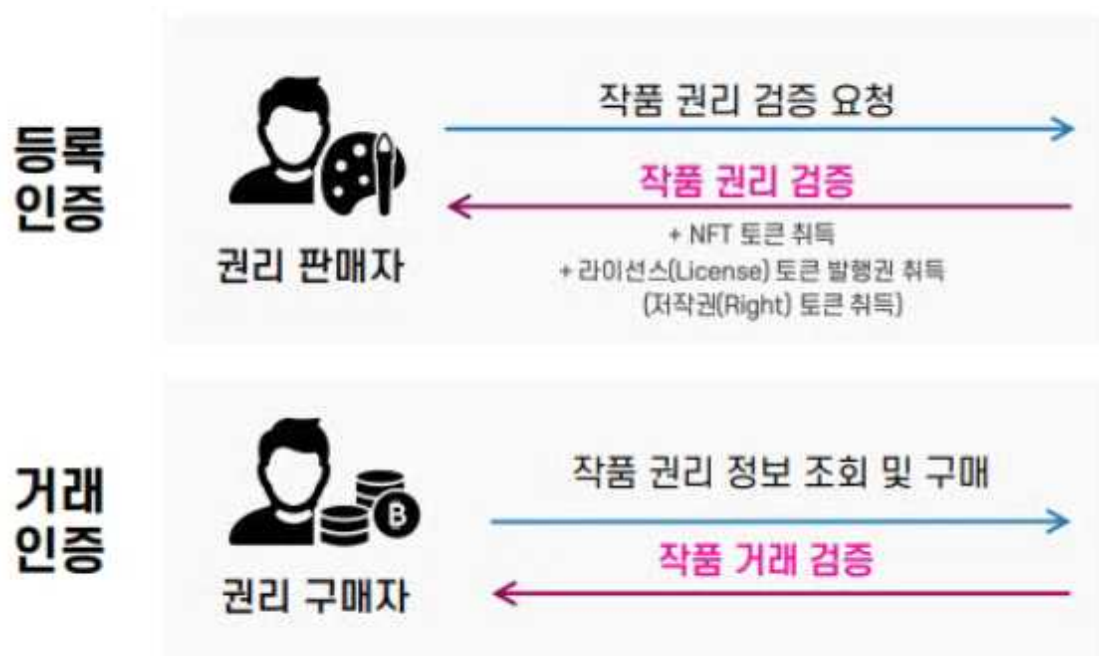 등록
인증
권리 판매자
작품 권리 검증 요청
작품 권리 검증
+ NFT 토큰 취득
+ 라이선스(License) 토큰 발행권 취득
(저작권(Right) 토큰 취득)
거래
인증
권리 구매자
작품 권리 정보 조회 및 구매
작품 거래 검증